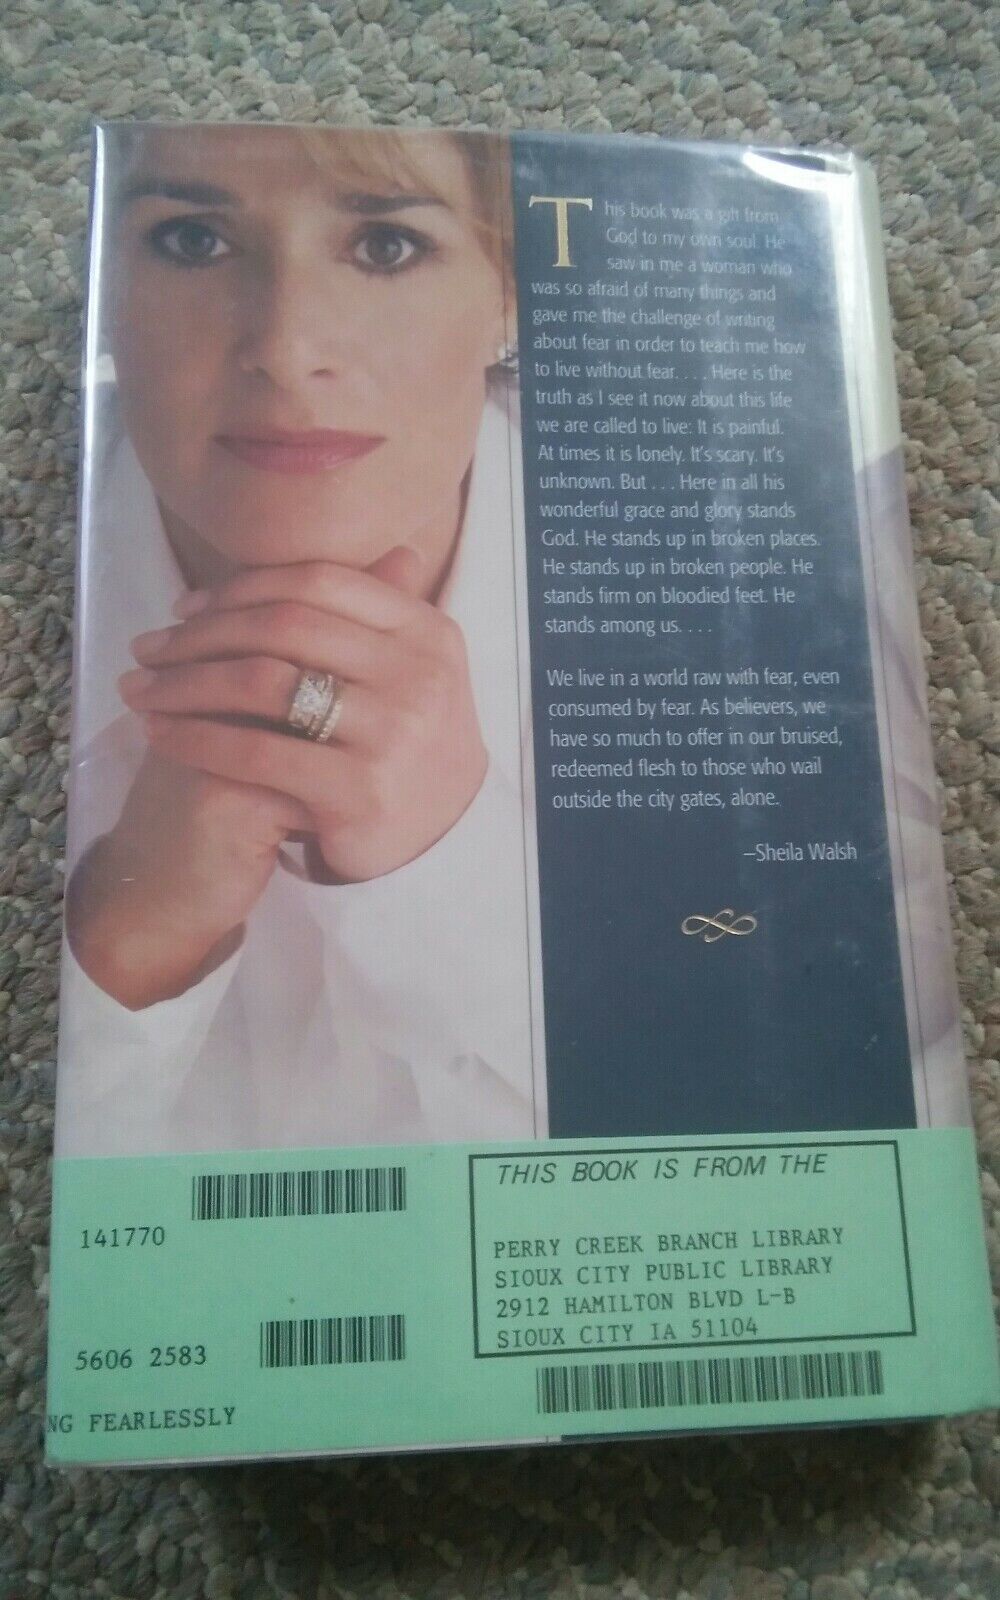 This book was a gift from
God to my own soul. He
saw in me a woman who
was so afraid of many things and
gave me the challenge of writing
about fear in order to teach me how
to live without fear. . . . Here is the
truth as I see it now about this life
we are called to live: It is painful.
At times it is lonely. It's scary. It's
unknown. But . . . Here in all his
wonderful grace and glory stands
God. He stands up in broken places.
He stands up in broken people. He
stands firm on bloodied feet. He
stands among us. . . .
We live in a world raw with fear, even
consumed by fear. As believers, we
have so much to offer in our bruised,
redeemed flesh to those who wail
outside the city gates, alone.
–Sheila Walsh
THIS BOOK IS FROM THE
PERRY CREEK BRANCH LIBRARY
SIOUX CITY PUBLIC LIBRARY
2912 HAMILTON BLVD L-B
SIOUX CITY IA 51104
141770
5606 2583
NG FEARLESSLY